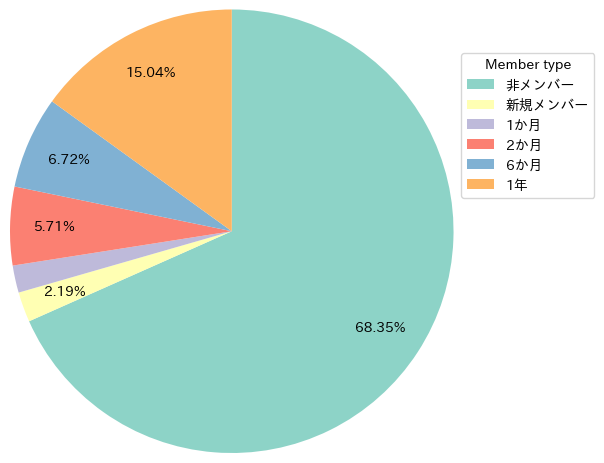 15.04%
6.72%
5.71%
2.19%
68.35%
Member type
非メンバー
新規メンバー
1か月
2か月
6か月
1年